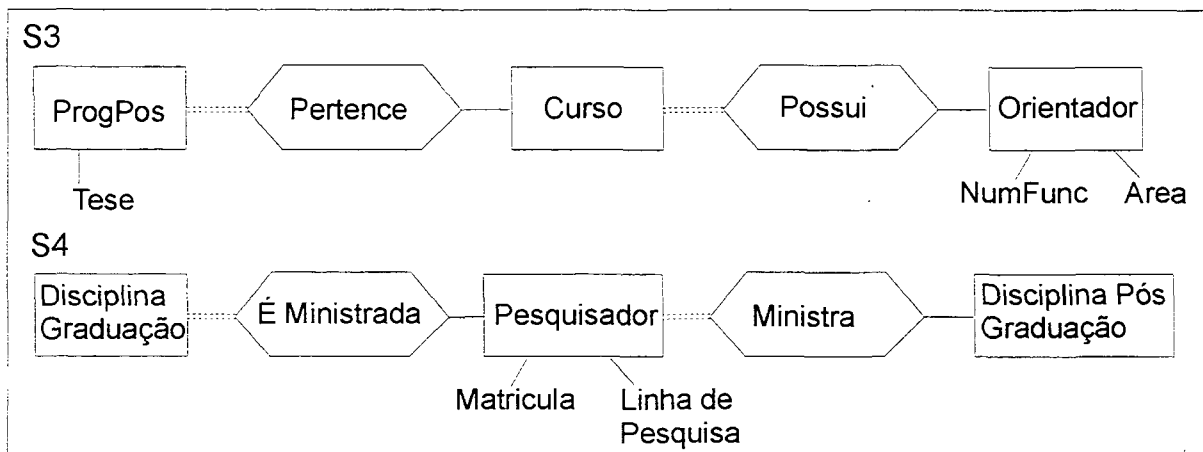 S3
ProgPos
Pertence
Curso
Possui
Orientador
Tese
NumFunc
Area
S4
Disciplina
Graduação
É Ministrada
Pesquisador
Ministra
Disciplina Pós
Graduação
Matricula
Linha de
Pesquisa